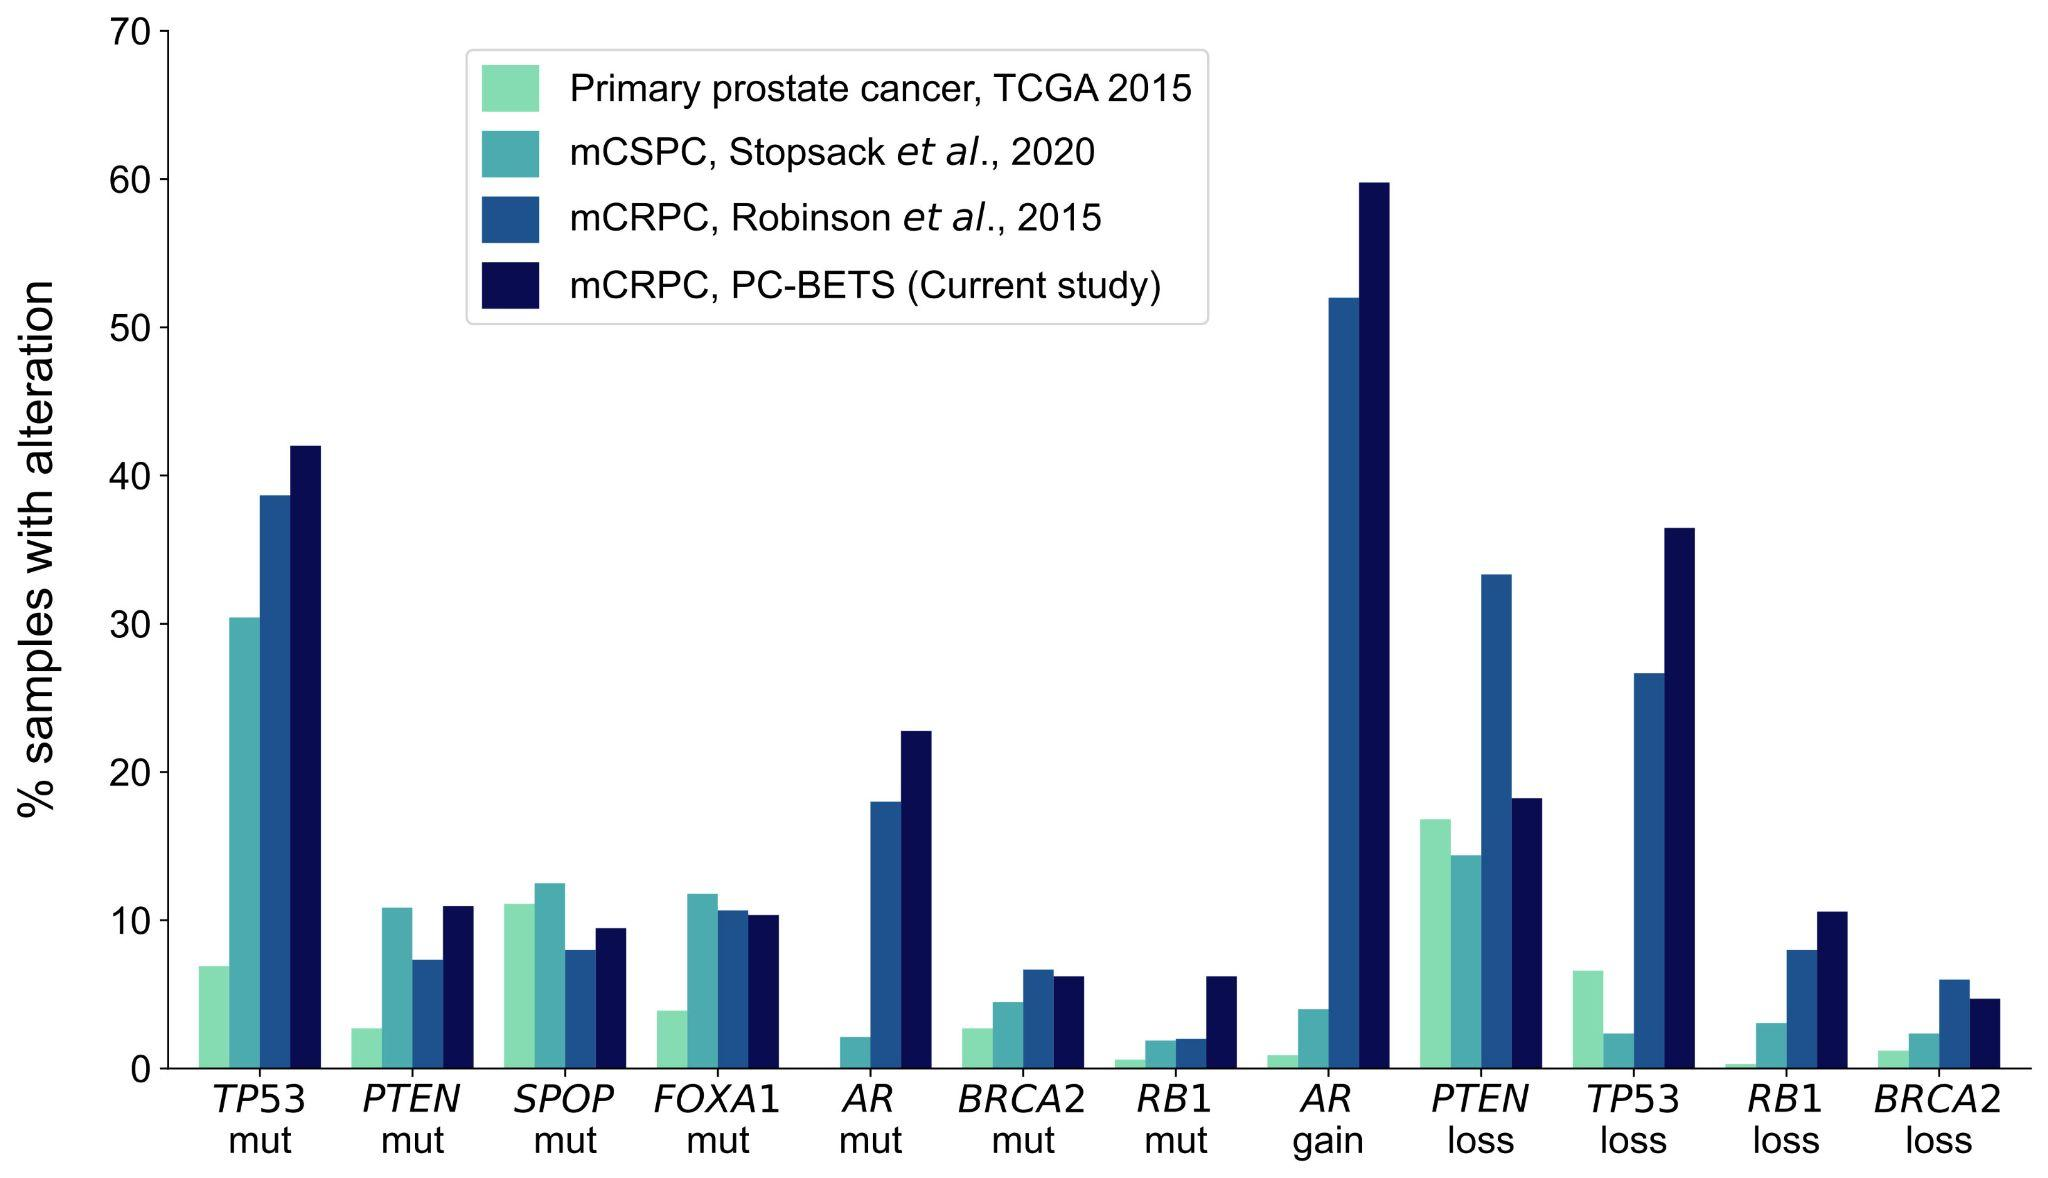 70
60
50
40
30
20
10
0
% samples with alteration
Primary prostate cancer, TCGA 2015
mCSPC, Stopsack et al., 2020
mCRPC, Robinson et al., 2015
mCRPC, PC-BETS (Current study)
TP53 mut
PTEN mut
SPOP mut
FOXA1 mut
AR mut
BRCA2 mut
RB1 mut
AR gain
PTEN loss
TP53 loss
RB1 loss
BRCA2 loss